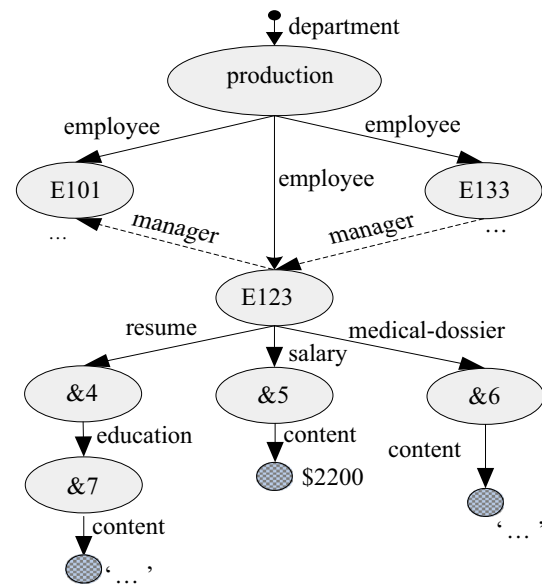 department
production
employee
employee
employee
E101
E133
...
manager
manager
...
E123
resume
salary
medical-dossier
&4
&5
&6
education
content
content
&7
$2200
content
‘ ... ’
‘ ... ’